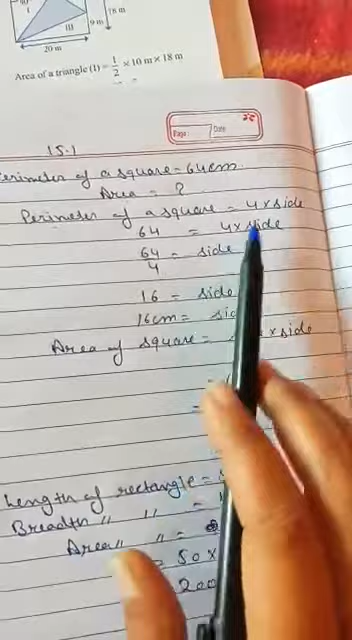 18 m
I
9 m
III
20 m
Area of a triangle (I) = 1/2 × 10 m × 18 m
Page: Date:
15.1
Perimeter of a square = 64cm.
Area = ?
Perimeter of a square = 4 × side
64 = 4 × side
64/4 = side
16 = side
16cm =
Area of square = × side
Length of rectangle =
Breadth " " =
Area " " =
= 50 ×
200